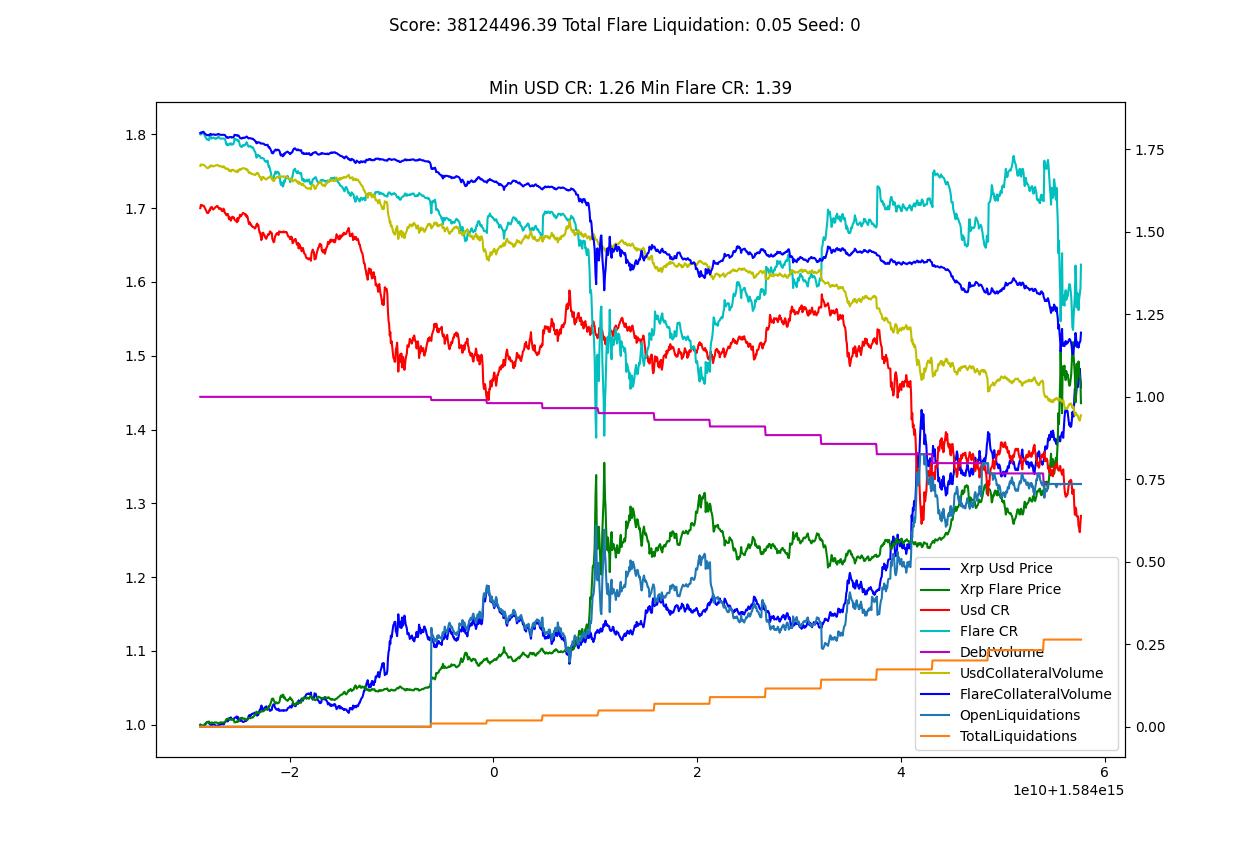 Score: 38124496.39 Total Flare Liquidation: 0.05 Seed: 0
Min USD CR: 1.26 Min Flare CR: 1.39
1.8
1.7
1.6
1.5
1.4
1.3
1.2
1.1
1.0
1.75
1.50
1.25
1.00
0.75
0.50
0.25
0.00
Xrp Usd Price
Xrp Flare Price
Usd CR
Flare CR
DebtVolume
UsdCollateralVolume
FlareCollateralVolume
OpenLiquidations
TotalLiquidations
−2 0 2 4 6
1e10+1.584e15